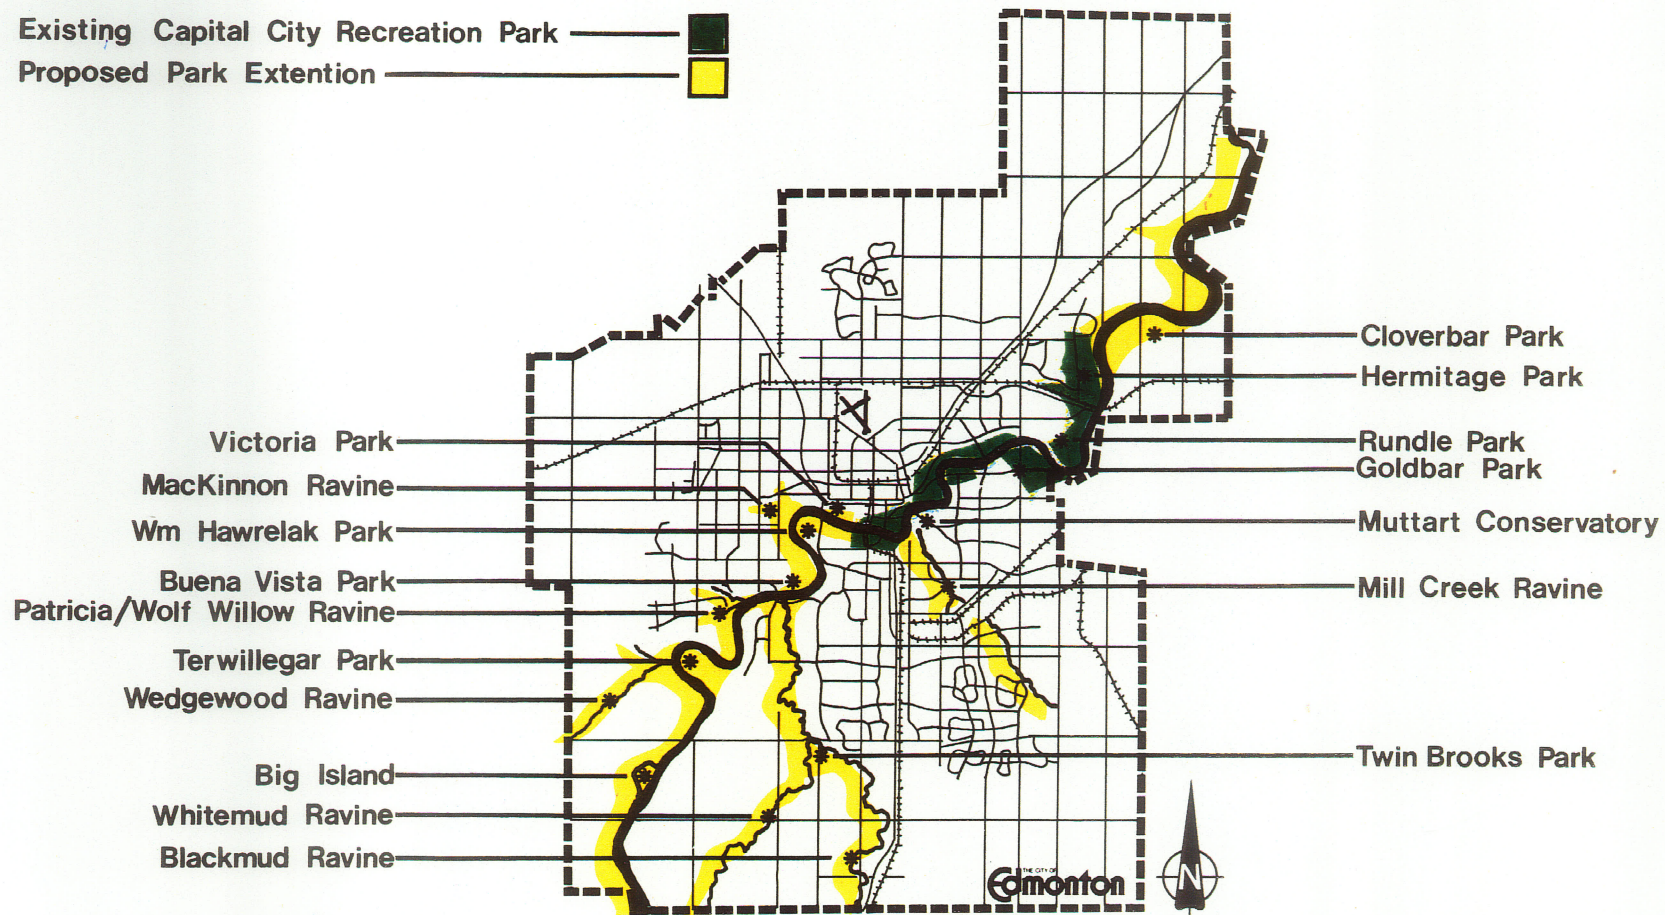 Existing Capital City Recreation Park
Proposed Park Extention
Cloverbar Park
Hermitage Park
Victoria Park
Rundle Park
Goldbar Park
MacKinnon Ravine
Wm Hawrelak Park
Muttart Conservatory
Buena Vista Park
Mill Creek Ravine
Patricia/Wolf Willow Ravine
Terwillegar Park
Wedgewood Ravine
Twin Brooks Park
Big Island
Whitemud Ravine
Blackmud Ravine
THE CITY OF
Edmonton
N